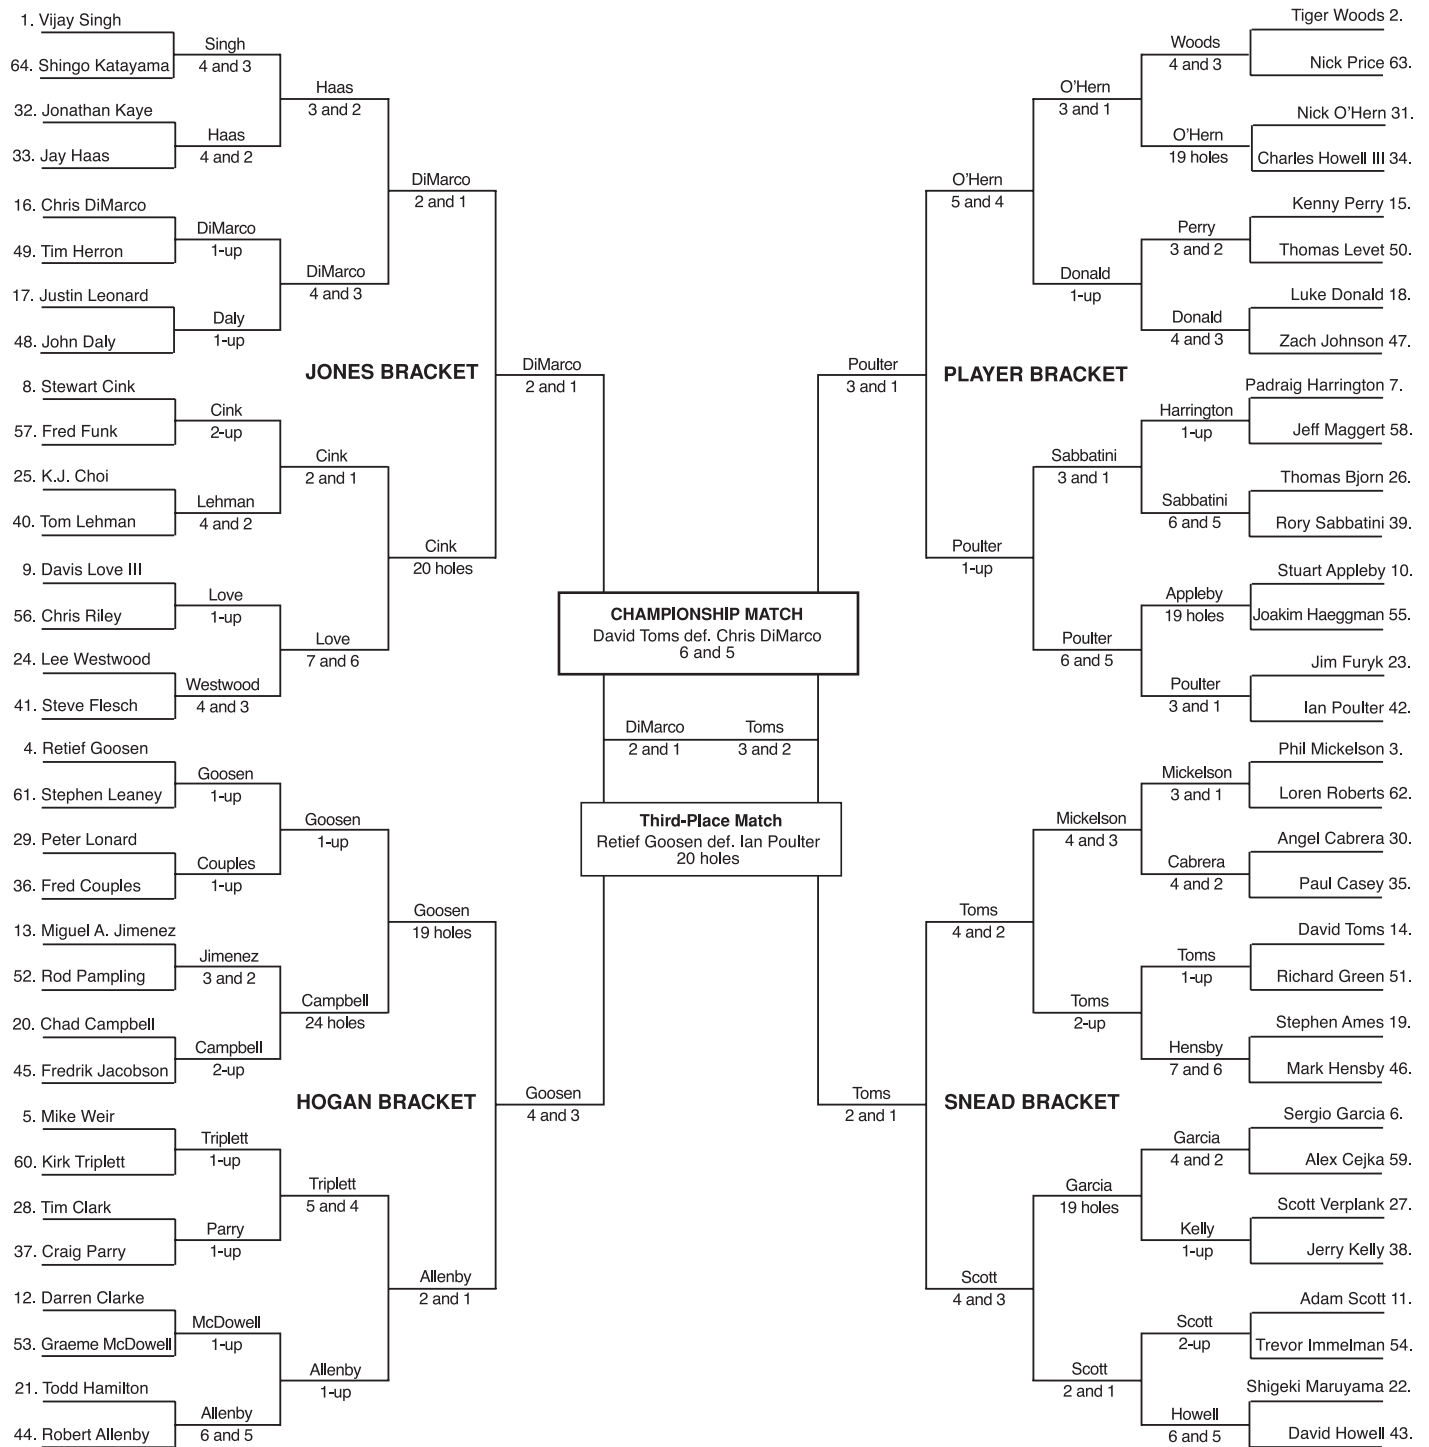 1. Vijay Singh
64. Shingo Katayama
32. Jonathan Kaye
33. Jay Haas
16. Chris DiMarco
49. Tim Herron
17. Justin Leonard
48. John Daly
8. Stewart Cink
57. Fred Funk
25. K.J. Choi
40. Tom Lehman
9. Davis Love III
56. Chris Riley
24. Lee Westwood
41. Steve Flesch
Singh
4 and 3
Haas
4 and 2
DiMarco
1-up
Daly
1-up
Cink
2-up
Lehman
4 and 2
Love
1-up
Westwood
4 and 3
Haas
3 and 2
DiMarco
4 and 3
Cink
2 and 1
Love
7 and 6
DiMarco
2 and 1
Cink
20 holes
JONES BRACKET
DiMarco
2 and 1
4. Retief Goosen
61. Stephen Leaney
29. Peter Lonard
36. Fred Couples
13. Miguel A. Jimenez
52. Rod Pampling
20. Chad Campbell
45. Fredrik Jacobson
5. Mike Weir
60. Kirk Triplett
28. Tim Clark
37. Craig Parry
12. Darren Clarke
53. Graeme McDowell
21. Todd Hamilton
44. Robert Allenby
Goosen
1-up
Couples
1-up
Jimenez
3 and 2
Campbell
2-up
Triplett
1-up
Parry
1-up
McDowell
1-up
Allenby
6 and 5
Goosen
1-up
Campbell
24 holes
Triplett
5 and 4
Allenby
1-up
Goosen
19 holes
Allenby
2 and 1
HOGAN BRACKET
Goosen
4 and 3
CHAMPIONSHIP MATCH
David Toms def. Chris DiMarco
6 and 5
DiMarco
2 and 1
Toms
3 and 2
Third-Place Match
Retief Goosen def. Ian Poulter
20 holes
Tiger Woods 2.
Nick Price 63.
Nick O'Hern 31.
Charles Howell III 34.
Kenny Perry 15.
Thomas Levet 50.
Luke Donald 18.
Zach Johnson 47.
Padraig Harrington 7.
Jeff Maggert 58.
Thomas Bjorn 26.
Rory Sabbatini 39.
Stuart Appleby 10.
Joakim Haeggman 55.
Jim Furyk 23.
Ian Poulter 42.
Woods
4 and 3
O'Hern
19 holes
Perry
3 and 2
Donald
4 and 3
Harrington
1-up
Sabbatini
6 and 5
Appleby
19 holes
Poulter
3 and 1
O'Hern
3 and 1
Donald
1-up
Sabbatini
3 and 1
Poulter
6 and 5
O'Hern
5 and 4
Poulter
1-up
PLAYER BRACKET
Poulter
3 and 1
Phil Mickelson 3.
Loren Roberts 62.
Angel Cabrera 30.
Paul Casey 35.
David Toms 14.
Richard Green 51.
Stephen Ames 19.
Mark Hensby 46.
Sergio Garcia 6.
Alex Cejka 59.
Scott Verplank 27.
Jerry Kelly 38.
Adam Scott 11.
Trevor Immelman 54.
Shigeki Maruyama 22.
David Howell 43.
Mickelson
3 and 1
Cabrera
4 and 2
Toms
1-up
Hensby
7 and 6
Garcia
4 and 2
Kelly
1-up
Scott
2-up
Howell
6 and 5
Mickelson
4 and 3
Toms
2-up
Garcia
19 holes
Scott
2 and 1
Toms
4 and 2
Scott
4 and 3
SNEAD BRACKET
Toms
2 and 1